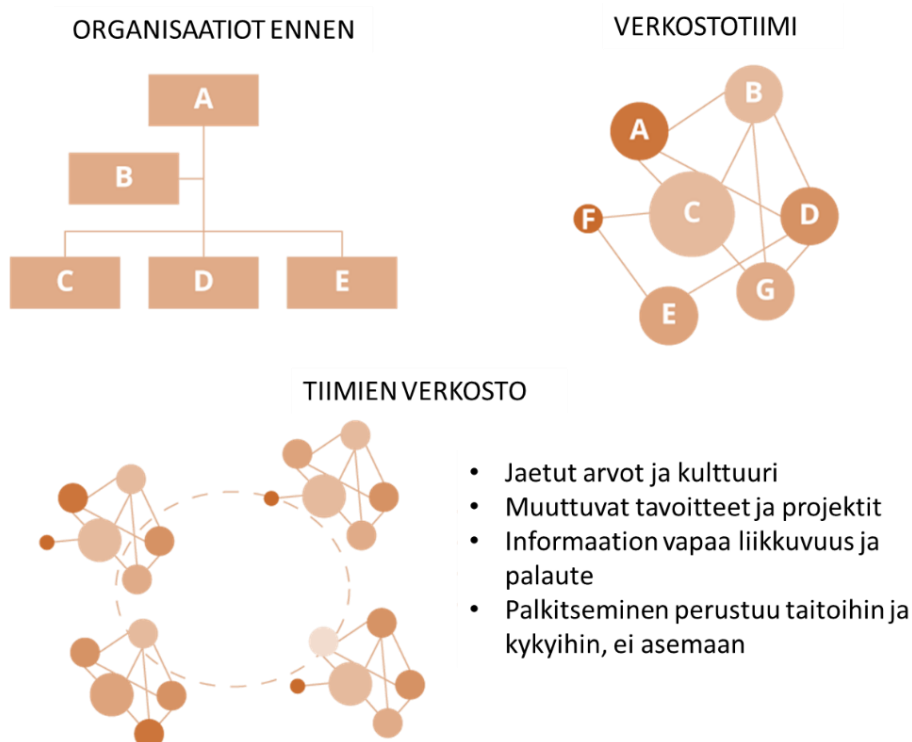 ORGANISAATIOT ENNEN
A
B
C
D
E
VERKOSTOTIIMI
B
A
C
F
D
G
E
TIIMIEN VERKOSTO
• Jaetut arvot ja kulttuuri
• Muuttuvat tavoitteet ja projektit
• Informaation vapaa liikkuvuus ja
palaute
• Palkitseminen perustuu taitoihin ja
kykyihin, ei asemaan